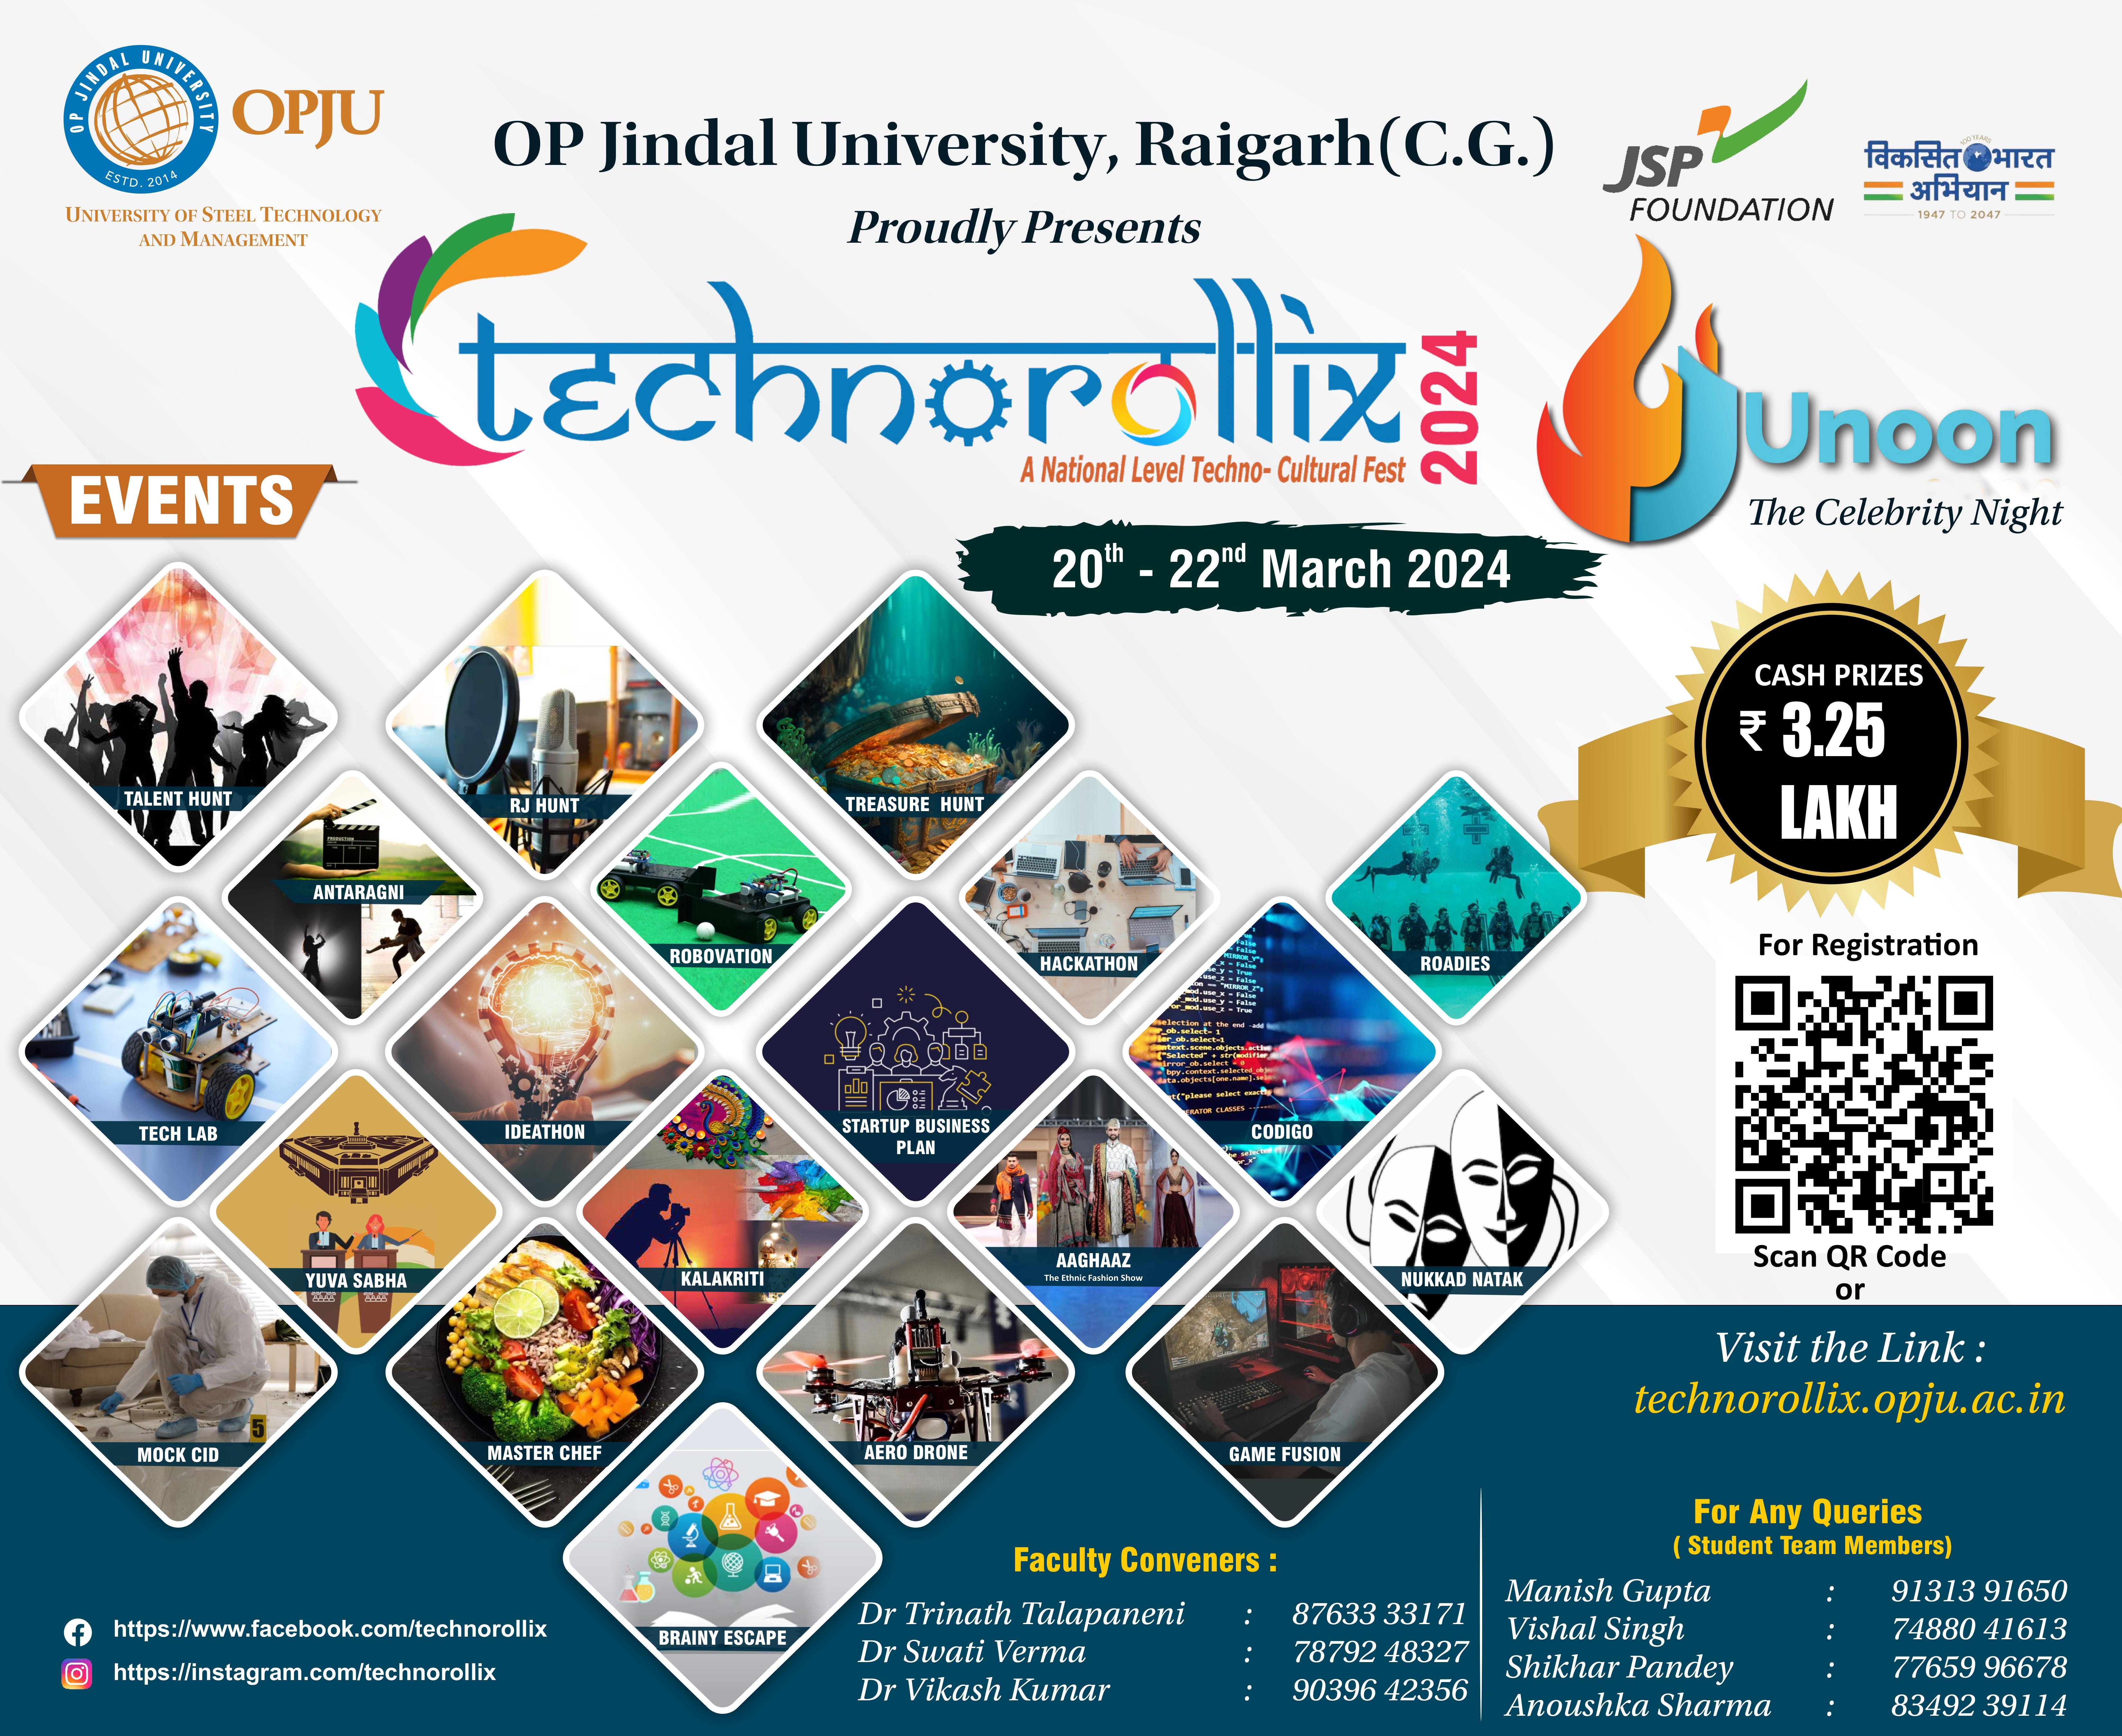 OP JINDAL UNIVERSITY
ESTD. 2014
OPJU
UNIVERSITY OF STEEL TECHNOLOGY
AND MANAGEMENT
OP Jindal University, Raigarh(C.G.)
Proudly Presents
JSP
FOUNDATION
100 YEARS
विकसित भारत
अभियान
1947 TO 2047
technorollix
2024
A National Level Techno- Cultural Fest
Unoon
The Celebrity Night
EVENTS
20th - 22nd March 2024
CASH PRIZES
₹ 3.25
LAKH
TALENT HUNT
RJ HUNT
TREASURE HUNT
PRODUCTION
ANTARAGNI
ROBOVATION
HACKATHON
ROADIES
TECH LAB
IDEATHON
STARTUP BUSINESS
PLAN
CODIGO
YUVA SABHA
KALAKRITI
AAGHAAZ
The Ethnic Fashion Show
NUKKAD NATAK
5
MOCK CID
MASTER CHEF
AERO DRONE
GAME FUSION
BRAINY ESCAPE
For Registration
Scan QR Code
or
Visit the Link :
technorollix.opju.ac.in
https://www.facebook.com/technorollix
https://instagram.com/technorollix
Faculty Conveners :
Dr Trinath Talapaneni : 87633 33171
Dr Swati Verma : 78792 48327
Dr Vikash Kumar : 90396 42356
For Any Queries
( Student Team Members)
Manish Gupta : 91313 91650
Vishal Singh : 74880 41613
Shikhar Pandey : 77659 96678
Anoushka Sharma : 83492 39114